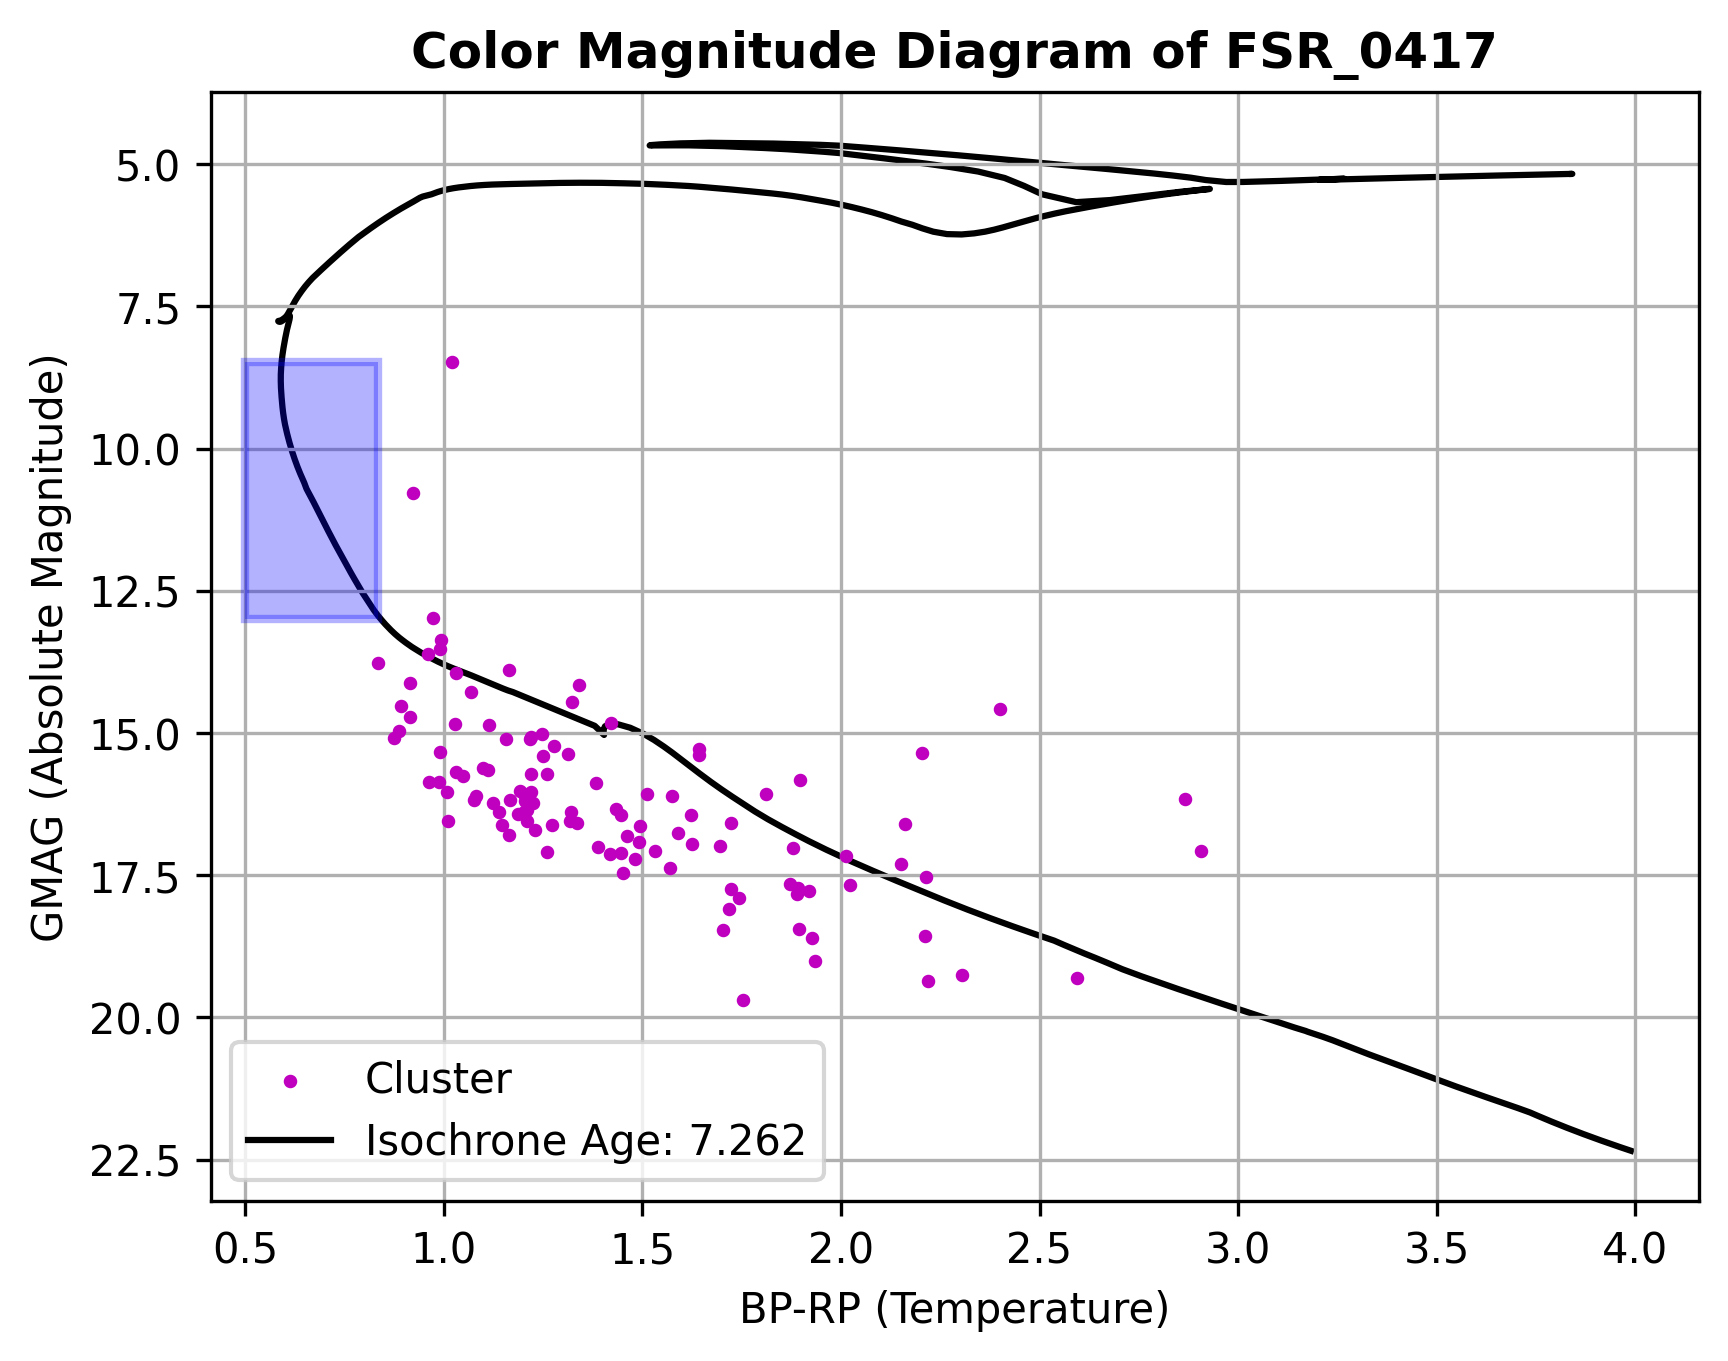 Color Magnitude Diagram of FSR_0417
GMAG (Absolute Magnitude)
5.0
7.5
10.0
12.5
15.0
17.5
20.0
22.5
Cluster
Isochrone Age: 7.262
0.5 1.0 1.5 2.0 2.5 3.0 3.5 4.0
BP-RP (Temperature)